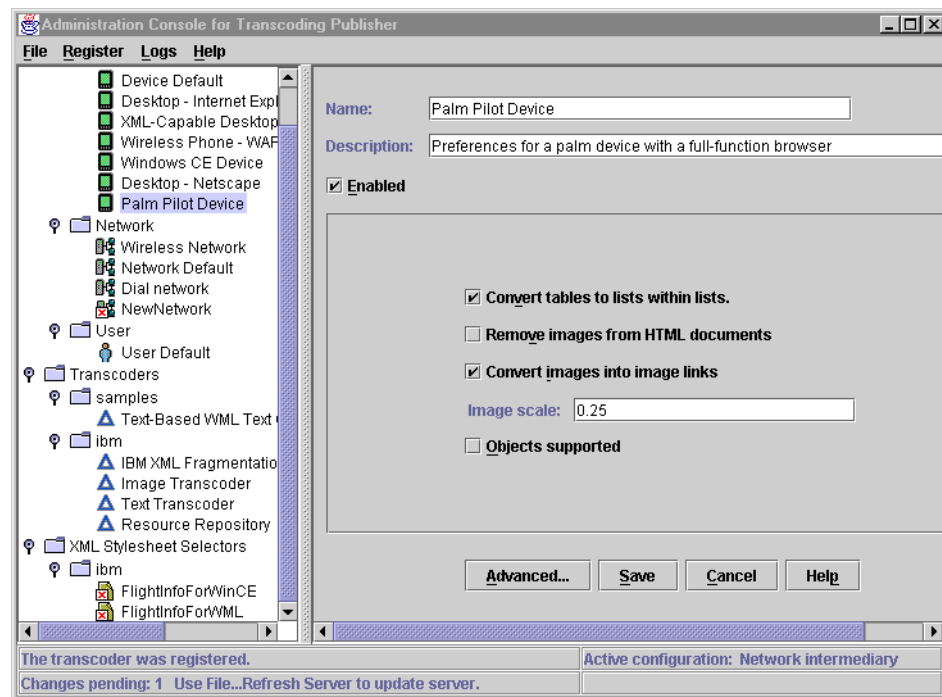 Administration Console for Transcoding Publisher
File Register Logs Help
Device Default
Desktop - Internet Expl
XML-Capable Desktop
Wireless Phone - WAP
Windows CE Device
Desktop - Netscape
Palm Pilot Device
Network
Wireless Network
Network Default
Dial network
NewNetwork
User
User Default
Transcoders
samples
Text-Based WML Text
ibm
IBM XML Fragmentatio
Image Transcoder
Text Transcoder
Resource Repository
XML Stylesheet Selectors
ibm
FlightInfoForWinCE
FlightInfoForWML
Name: Palm Pilot Device
Description: Preferences for a palm device with a full-function browser
Enabled
Convert tables to lists within lists.
Remove images from HTML documents
Convert images into image links
Image scale: 0.25
Objects supported
Advanced... Save Cancel Help
The transcoder was registered.
Active configuration: Network intermediary
Changes pending: 1 Use File...Refresh Server to update server.